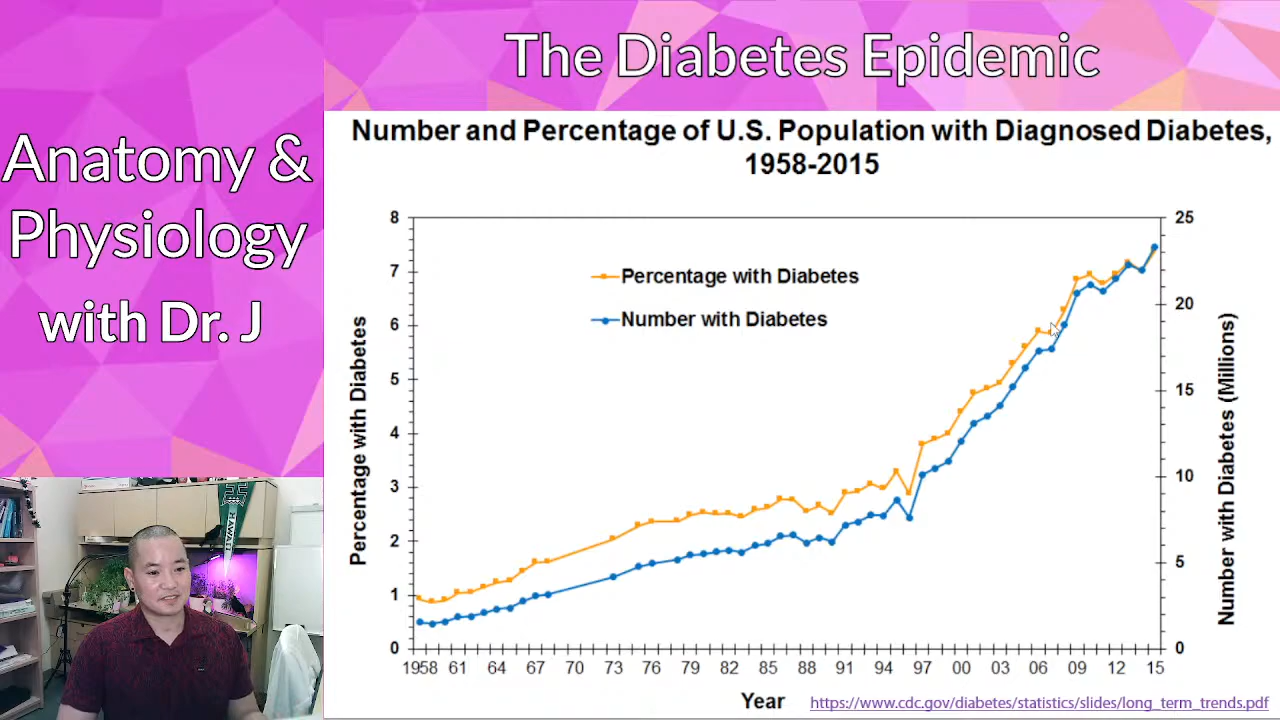 The Diabetes Epidemic
Anatomy &
Physiology
with Dr. J
Number and Percentage of U.S. Population with Diagnosed Diabetes,
1958-2015
Percentage with Diabetes
Number with Diabetes
Percentage with Diabetes
8
7
6
5
4
3
2
1
0
25
20
15
10
5
0
Number with Diabetes (Millions)
1958 61 64 67 70 73 76 79 82 85 88 91 94 97 00 03 06 09 12 15
Year
https://www.cdc.gov/diabetes/statistics/slides/long_term_trends.pdf
HAWAI